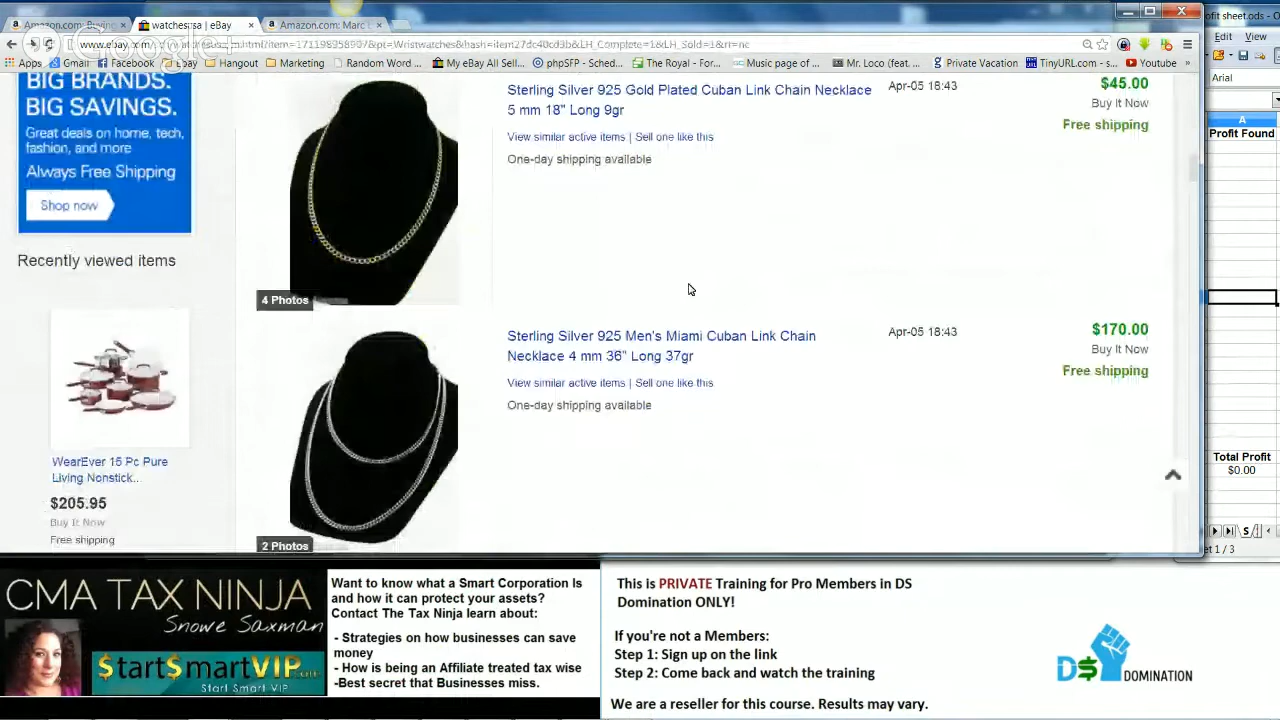 Amazon.com: Buying
watchesusa | eBay
Amazon.com: Marc
Google+
Apps
Gmail
Facebook
Ebay
Hangout
Marketing
Random Word ...
My eBay All Sell...
phpSFP - Sched...
The Royal - For...
Music page of ...
Mr. Loco (feat. ...
Private Vacation
TinyURL.com - s...
Youtube
ofit sheet.ods - O
Edit View
Arial
A
Profit Found
BIG BRANDS.
BIG SAVINGS.
Great deals on home, tech,
fashion, and more
Always Free Shipping
Shop now
Recently viewed items
WearEver 15 Pc Pure
Living Nonstick...
$205.95
Buy It Now
Free shipping
Sterling Silver 925 Gold Plated Cuban Link Chain Necklace
5 mm 18" Long 9gr
View similar active items | Sell one like this
One-day shipping available
Apr-05 18:43
$45.00
Buy It Now
Free shipping
4 Photos
Sterling Silver 925 Men's Miami Cuban Link Chain
Necklace 4 mm 36" Long 37gr
View similar active items | Sell one like this
One-day shipping available
Apr-05 18:43
$170.00
Buy It Now
Free shipping
2 Photos
Total Profit
$0.00
et 1 / 3
CMA TAX NINJA
Snowe Saxman
$tart$martVIP.com
Start Smart VIP
Want to know what a Smart Corporation Is
and how it can protect your assets?
Contact The Tax Ninja learn about:
- Strategies on how businesses can save
money
- How is being an Affiliate treated tax wise
-Best secret that Businesses miss.
This is PRIVATE Training for Pro Members in DS
Domination ONLY!
If you're not a Members:
Step 1: Sign up on the link
Step 2: Come back and watch the training
We are a reseller for this course. Results may vary.
D$ DOMINATION